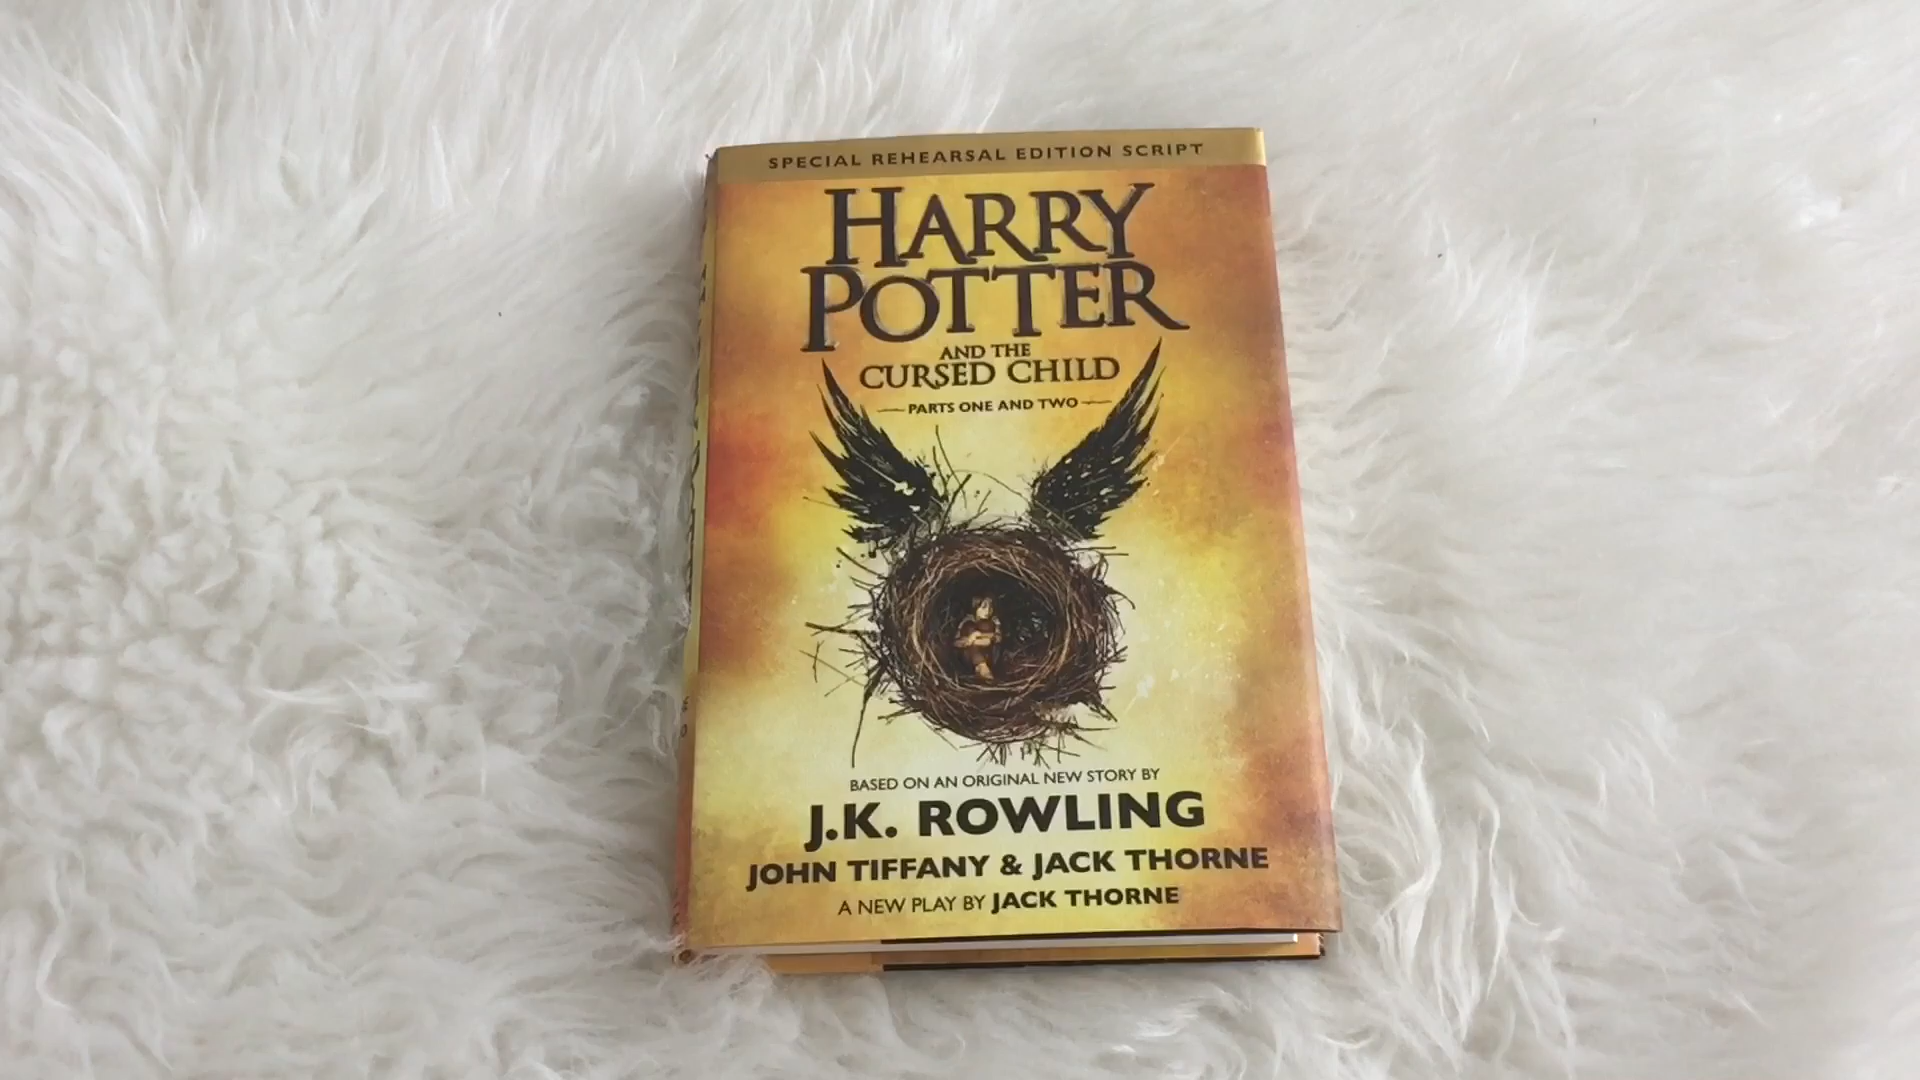 SPECIAL REHEARSAL EDITION SCRIPT
HARRY
POTTER
AND THE
CURSED CHILD
PARTS ONE AND TWO
BASED ON AN ORIGINAL NEW STORY BY
J.K. ROWLING
JOHN TIFFANY & JACK THORNE
A NEW PLAY BY JACK THORNE